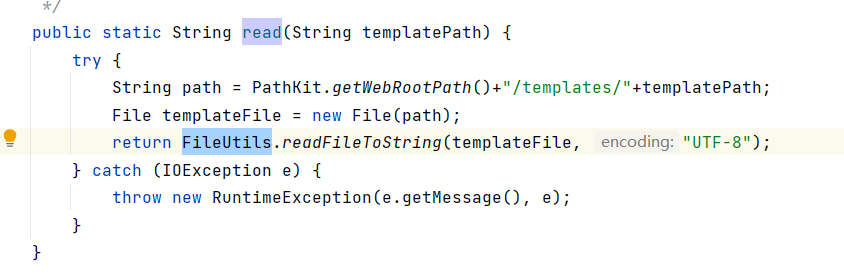 */
public static String read(String templatePath) {
try {
String path = PathKit.getWebRootPath()+"/templates/"+templatePath;
File templateFile = new File(path);
return FileUtils.readFileToString(templateFile, encoding: "UTF-8");
} catch (IOException e) {
throw new RuntimeException(e.getMessage(), e);
}
}